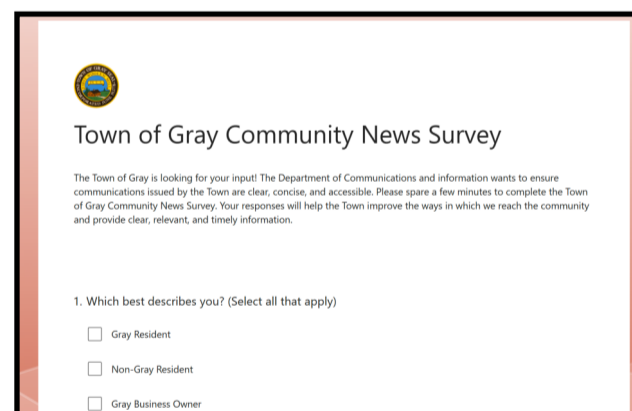 Town of Gray Community News Survey
The Town of Gray is looking for your input! The Department of Communications and information wants to ensure
communications issued by the Town are clear, concise, and accessible. Please spare a few minutes to complete the Town
of Gray Community News Survey. Your responses will help the Town improve the ways in which we reach the community
and provide clear, relevant, and timely information.
1. Which best describes you? (Select all that apply)
Gray Resident
Non-Gray Resident
Gray Business Owner